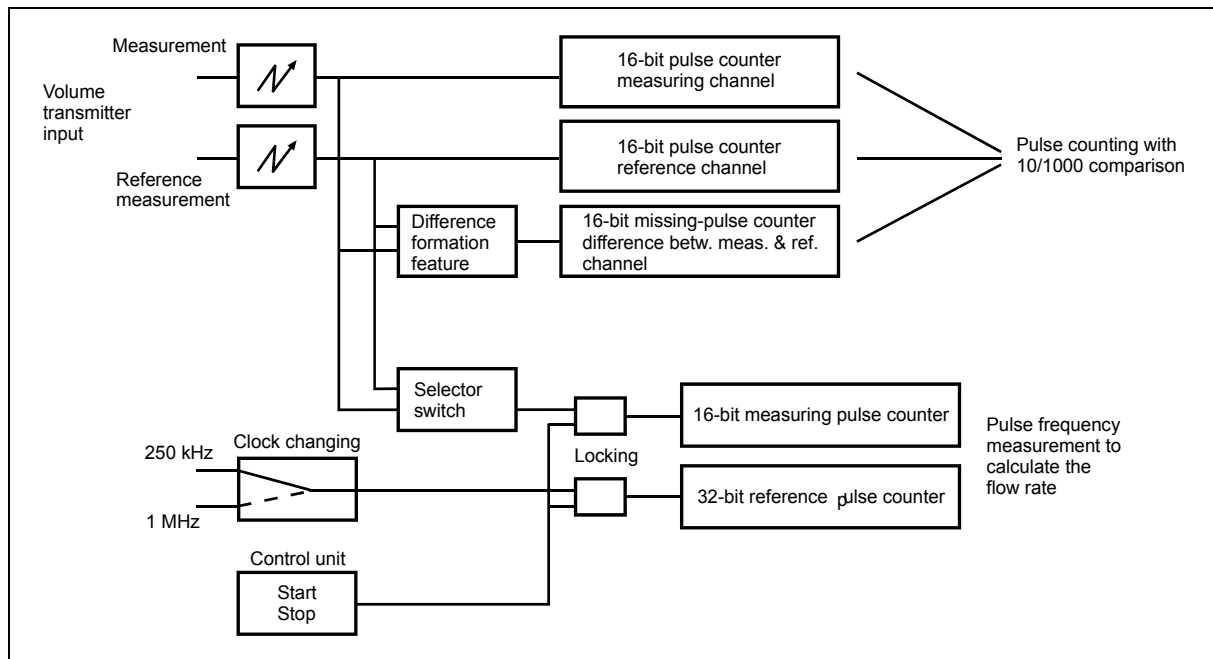 Measurement
Volume
transmitter
input
Reference
measurement
16-bit pulse counter
measuring channel
16-bit pulse counter
reference channel
Pulse counting with
10/1000 comparison
Difference
formation
feature
16-bit missing-pulse counter
difference betw. meas. & ref.
channel
Selector
switch
16-bit measuring pulse counter
Pulse frequency
measurement to
calculate the
flow rate
Clock changing
250 kHz
1 MHz
Locking
32-bit reference pulse counter
Control unit
Start
Stop